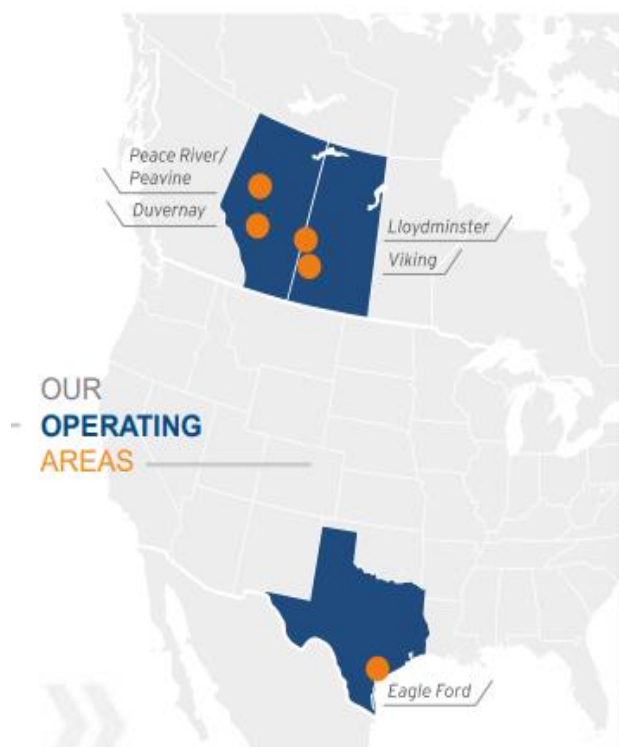 Peace River/
Peavine
Duvernay
Lloydminster
Viking
OUR
OPERATING
AREAS
Eagle Ford